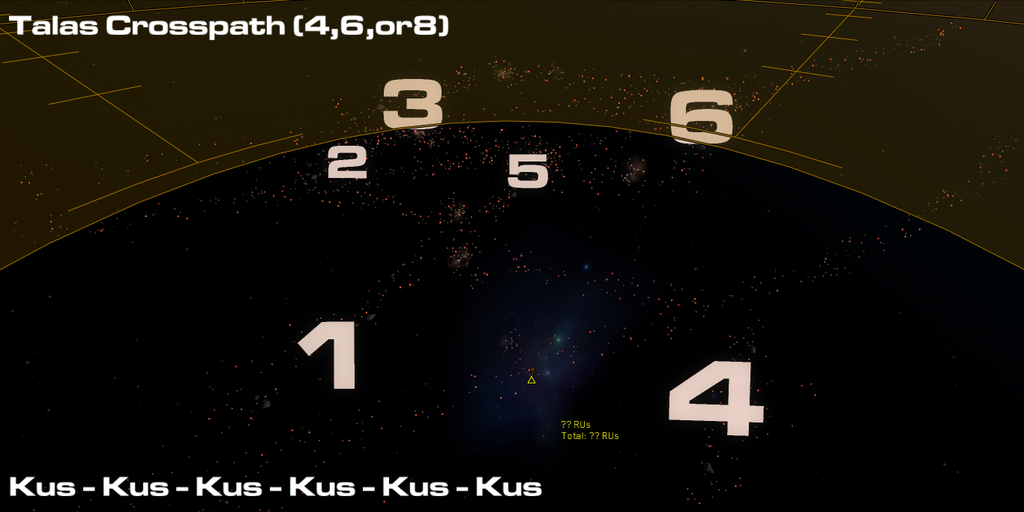 Talas Crosspath (4,6,or8)
3
6
2
5
1
4
?? RUs
Total: ?? RUs
Kus - Kus - Kus - Kus - Kus - Kus